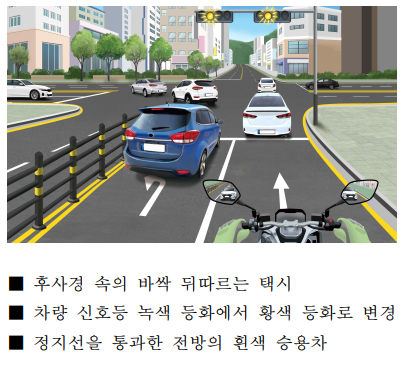 ■ 후사경 속의 바싹 뒤따르는 택시
■ 차량 신호등 녹색 등화에서 황색 등화로 변경
■ 정지선을 통과한 전방의 흰색 승용차